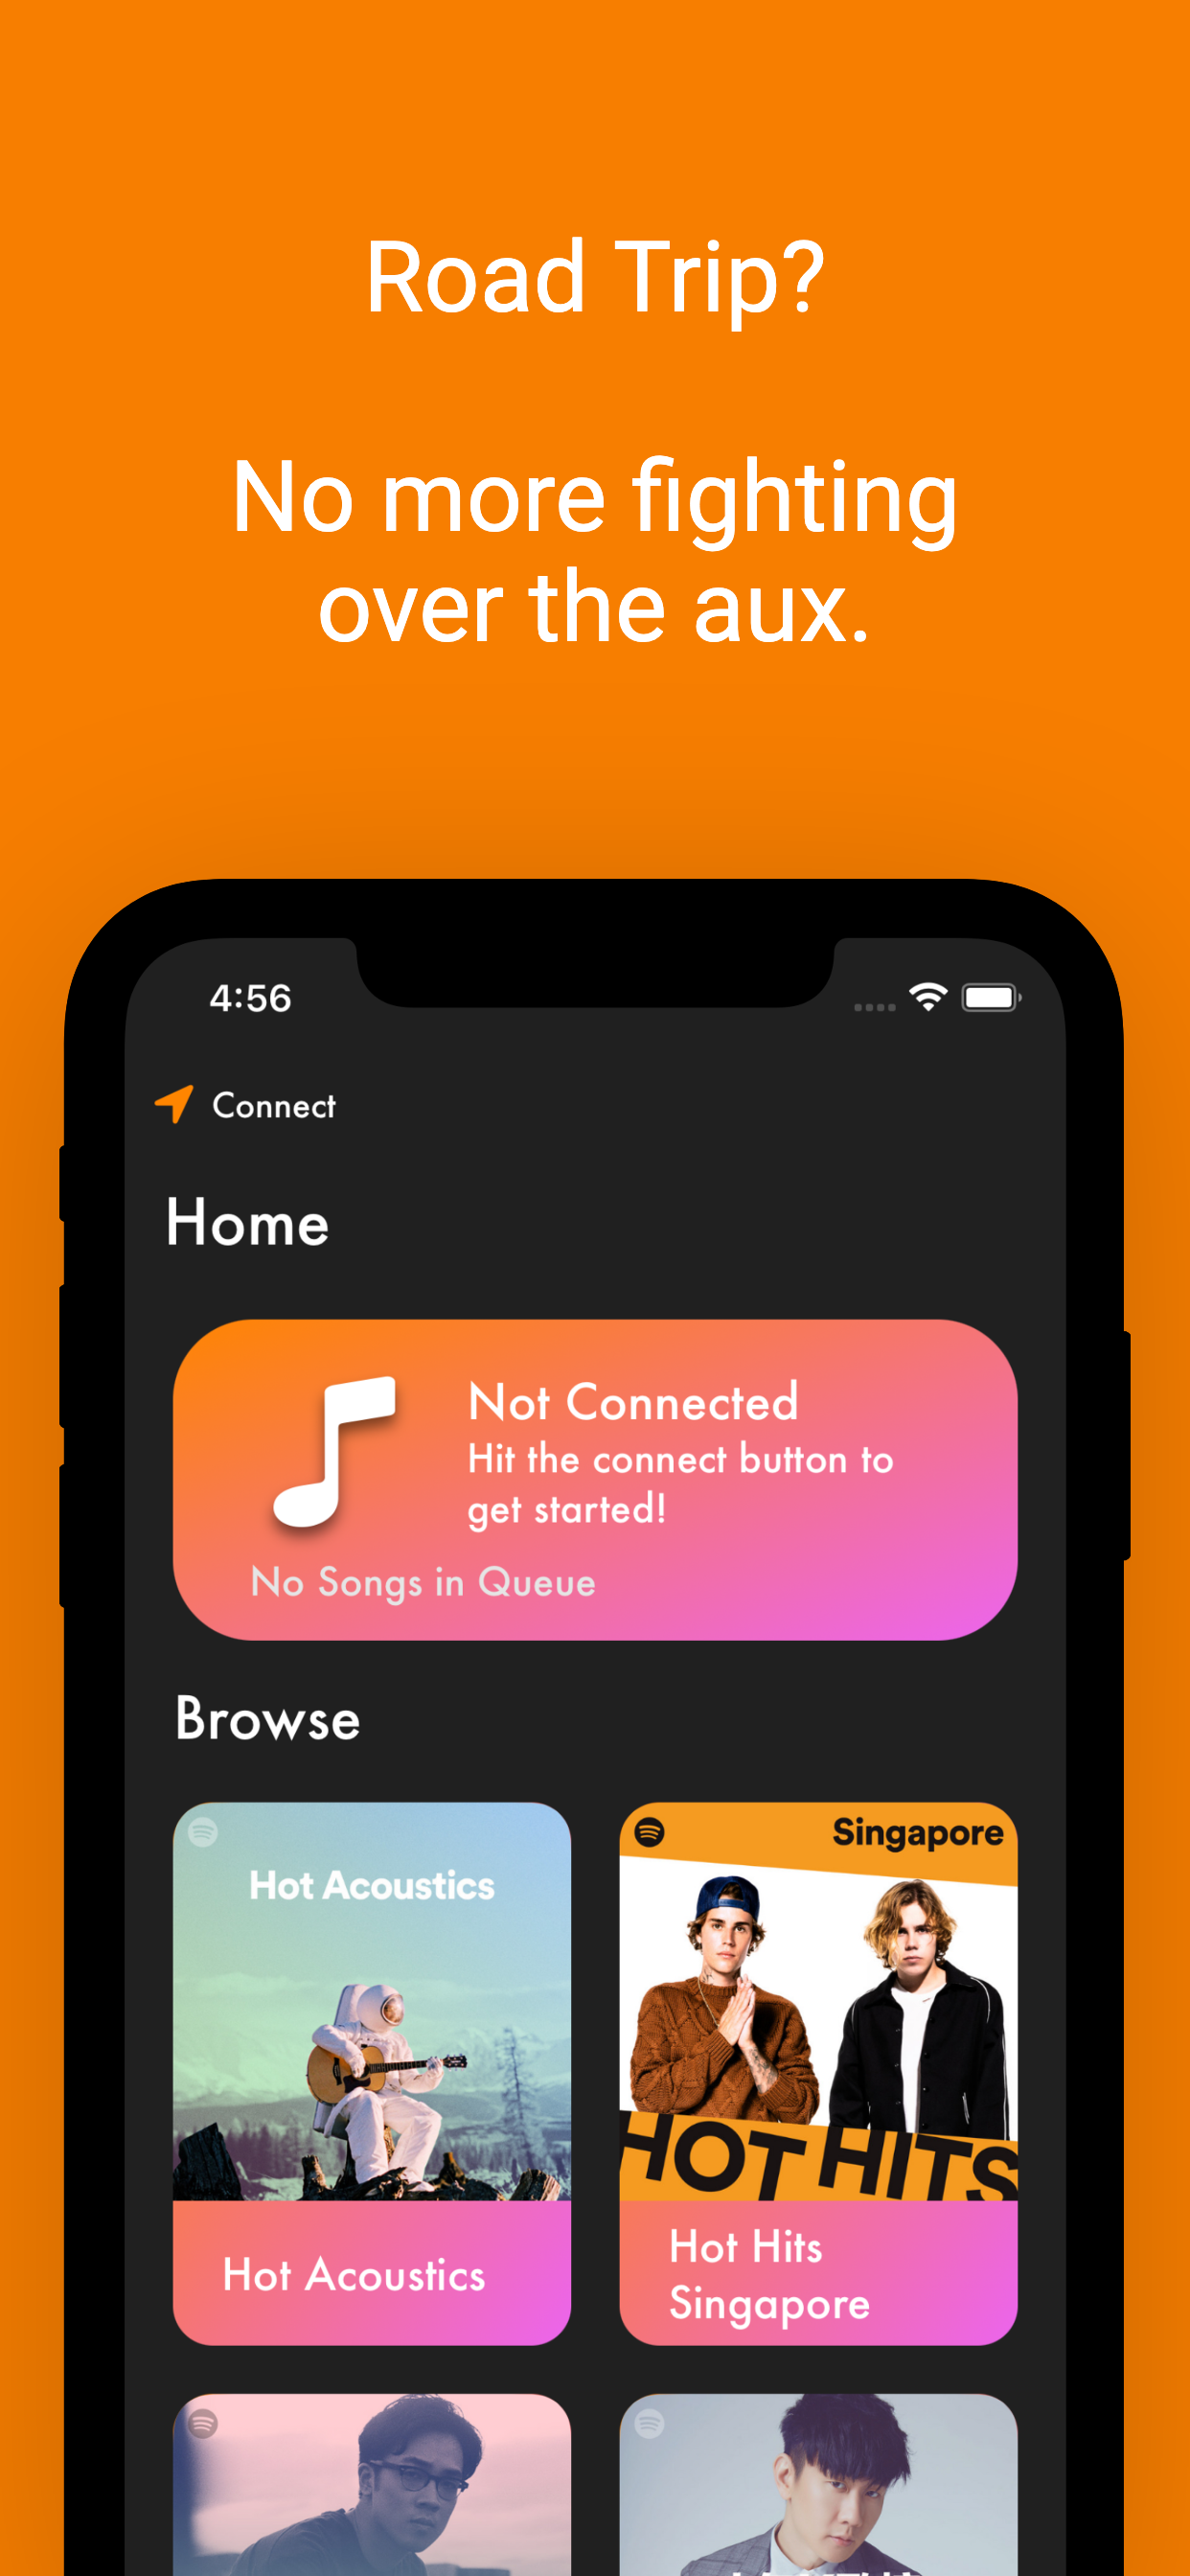 Road Trip?
No more fighting
over the aux.
4:56
Connect
Home
Not Connected
Hit the connect button to
get started!
No Songs in Queue
Browse
Hot Acoustics
Singapore
HOT HITS
Hot Acoustics
Hot Hits
Singapore